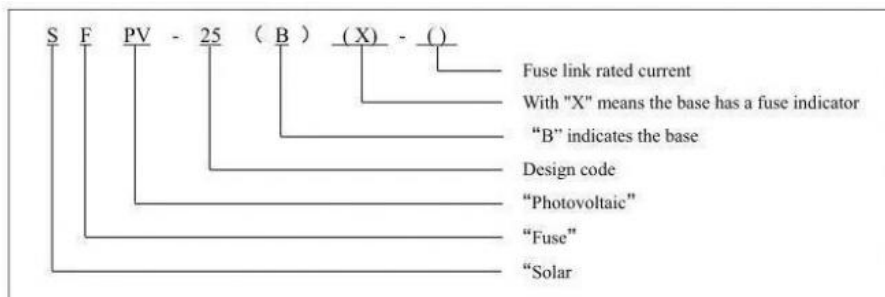 S F PV - 25 （B） (X) - ()
Fuse link rated current
With "X" means the base has a fuse indicator
“B” indicates the base
Design code
“Photovoltaic”
“Fuse”
“Solar